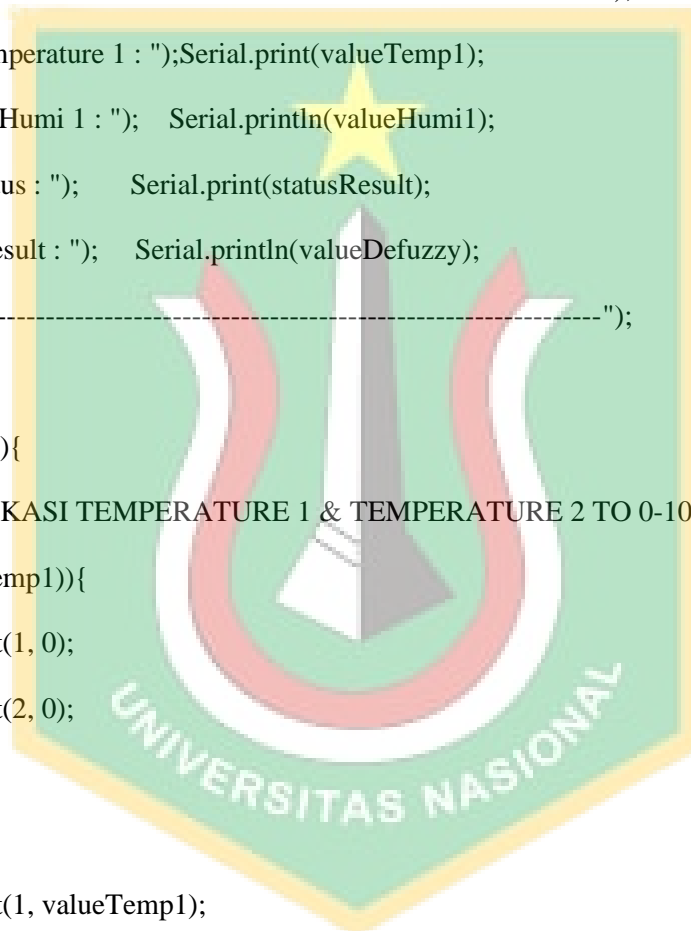 nperature 1 : ");Serial.print(valueTemp1);
Humi 1 : "); Serial.println(valueHumi1);
us : "); Serial.print(statusResult);
esult : "); Serial.println(valueDefuzzy);
----------------------------------------------------------------");
){
KASI TEMPERATURE 1 & TEMPERATURE 2 TO 0-10
emp1)){
t(1, 0);
t(2, 0);
UNIVERSITAS NASIONAL
t(1, valueTemp1);